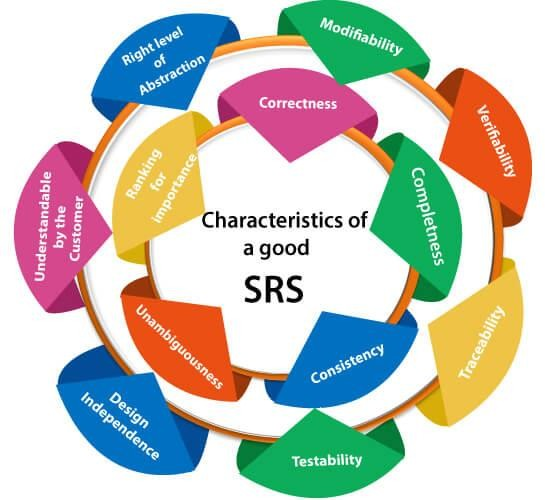 Characteristics of
a good
SRS
Correctness
Completness
Consistency
Unambiguousness
Ranking
for
Importance
Modifiability
Verifiability
Traceability
Testability
Design
Independence
Understandable
by the
Customer
Right level
of
Abstraction